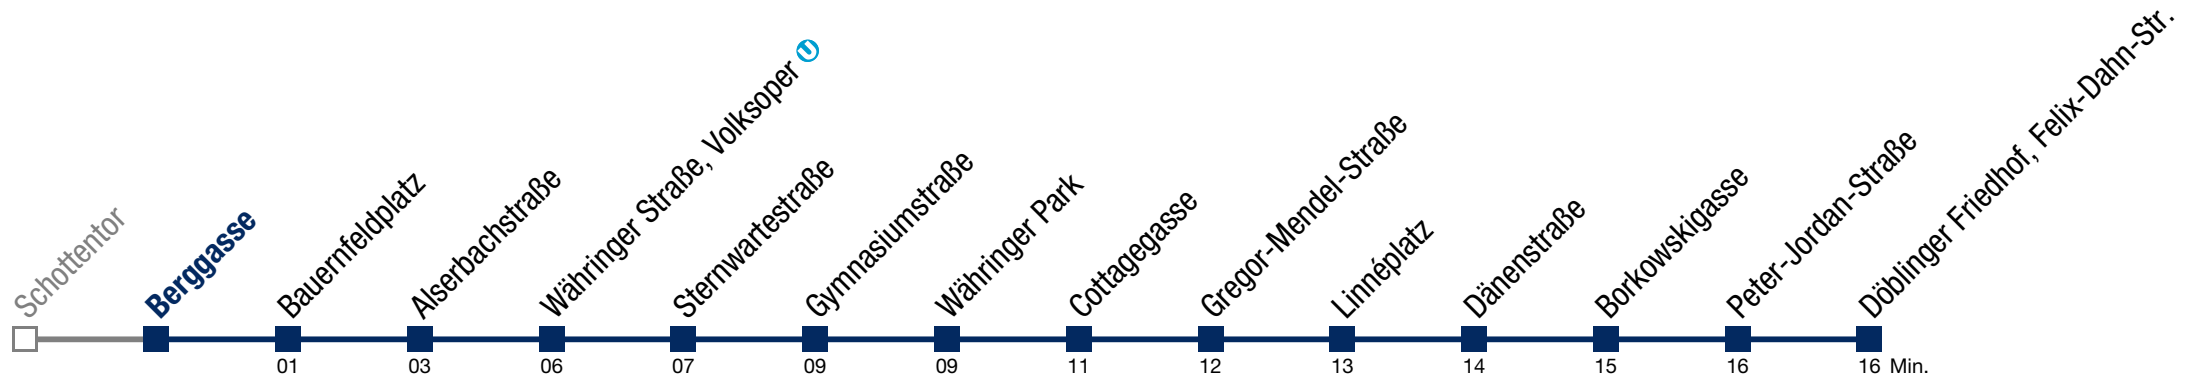 Schottentor
Berggasse
Bauernfeldplatz
Alserbachstraße
Währinger Straße, Volksoper U
Sternwartestraße
Gymnasiumstraße
Währinger Park
Cottagegasse
Gregor-Mendel-Straße
Linnéplatz
Dänenstraße
Borkowskigasse
Peter-Jordan-Straße
Döblinger Friedhof, Felix-Dahn-Str.
01 03 06 07 09 09 11 12 13 14 15 16 16 Min.